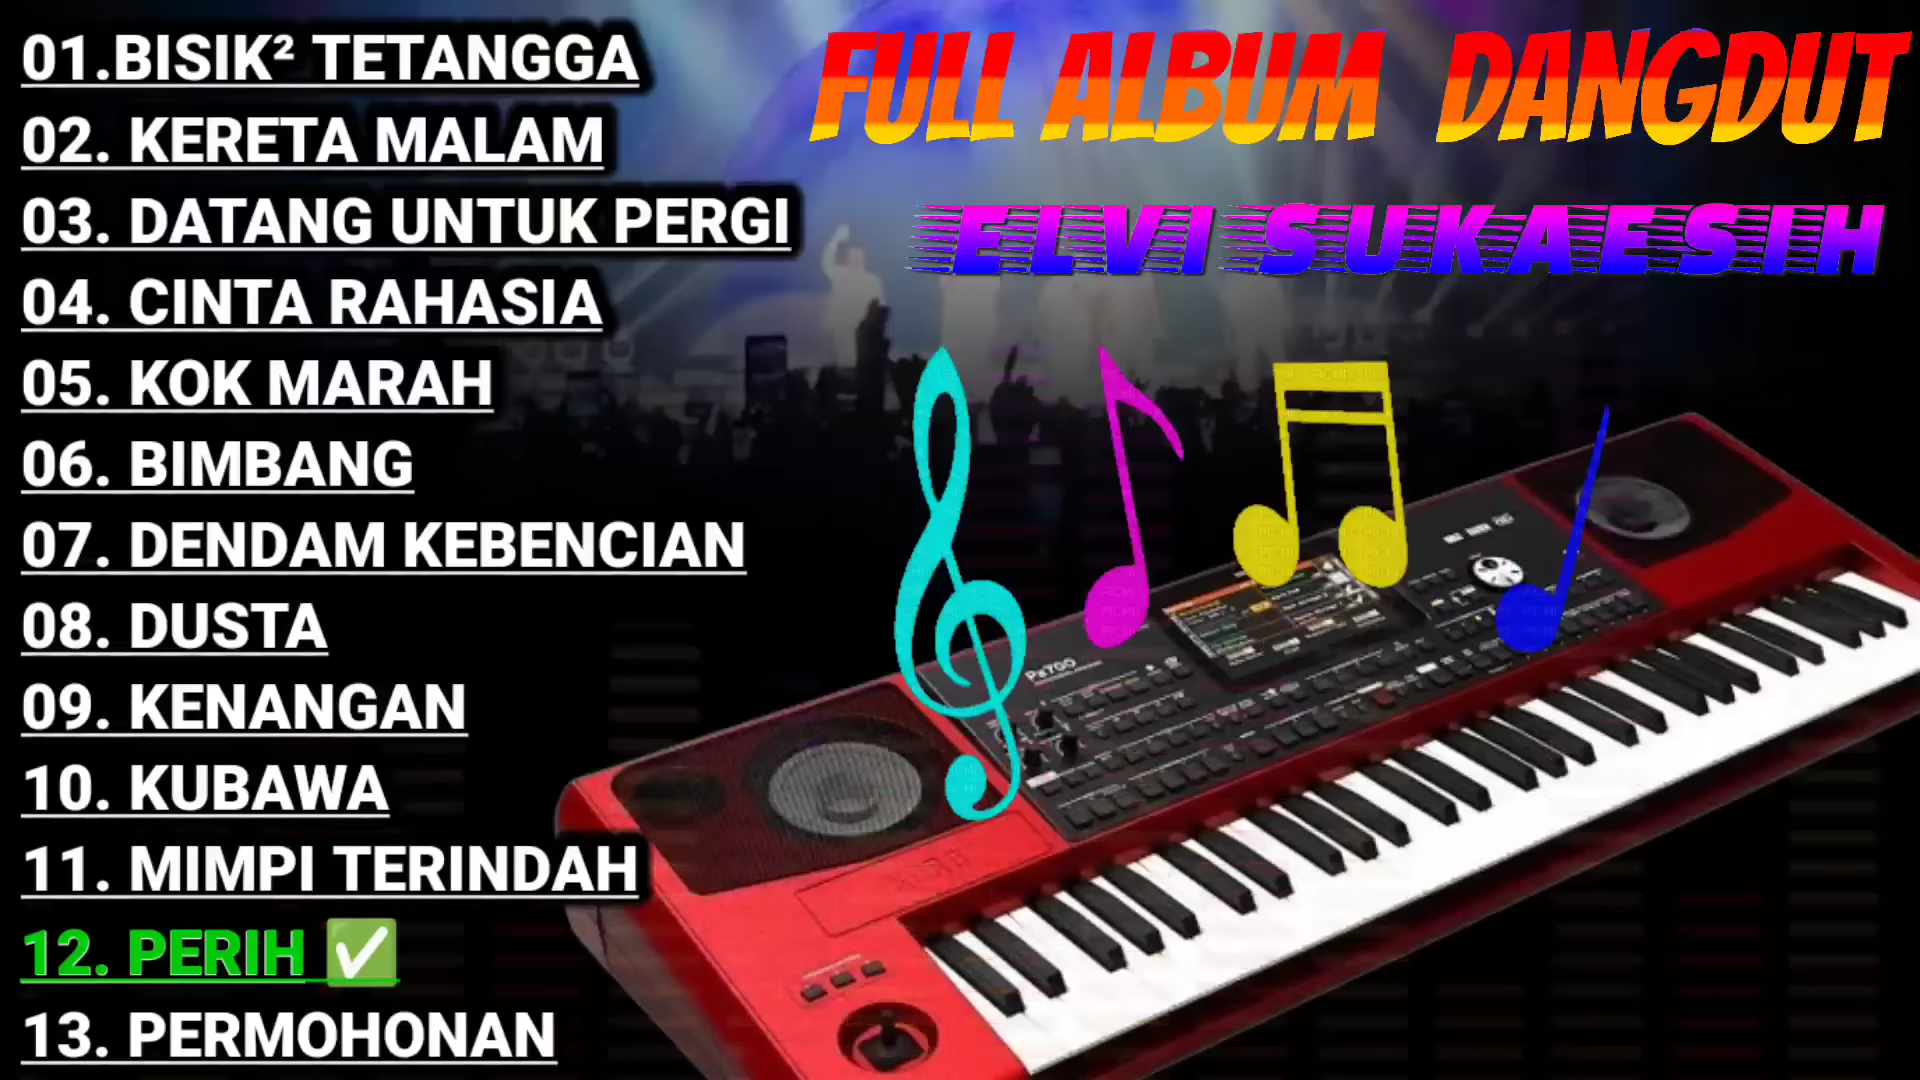 01.BISIK² TETANGGA
02. KERETA MALAM
03. DATANG UNTUK PERGI
04. CINTA RAHASIA
05. KOK MARAH
06. BIMBANG
07. DENDAM KEBENCIAN
08. DUSTA
09. KENANGAN
10. KUBAWA
11. MIMPI TERINDAH
12. PERIH ✅
13. PERMOHONAN
FULL ALBUM DANGDUT
ELVI SUKAESIH
Pa700